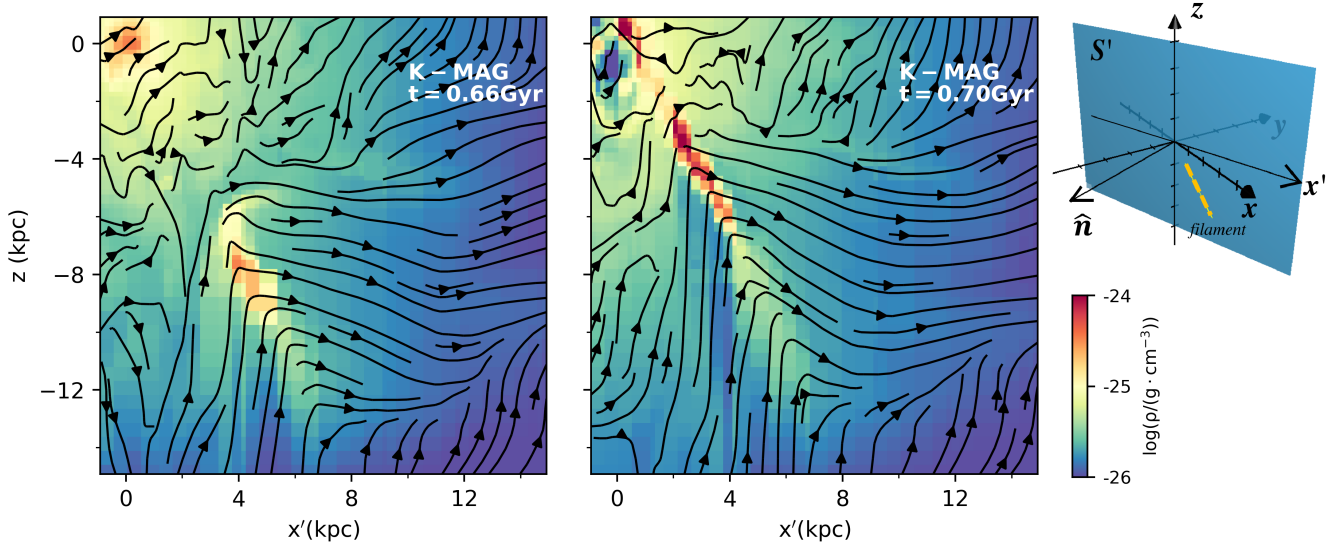 K − MAG
t = 0.66Gyr
0
−4
−8
−12
z (kpc)
0
4
8
12
x′(kpc)
K − MAG
t = 0.70Gyr
0
4
8
12
x′(kpc)
S'
z
y
x'
x
n̂
filament
-24
-25
-26
log(ρ/(g · cm⁻³))